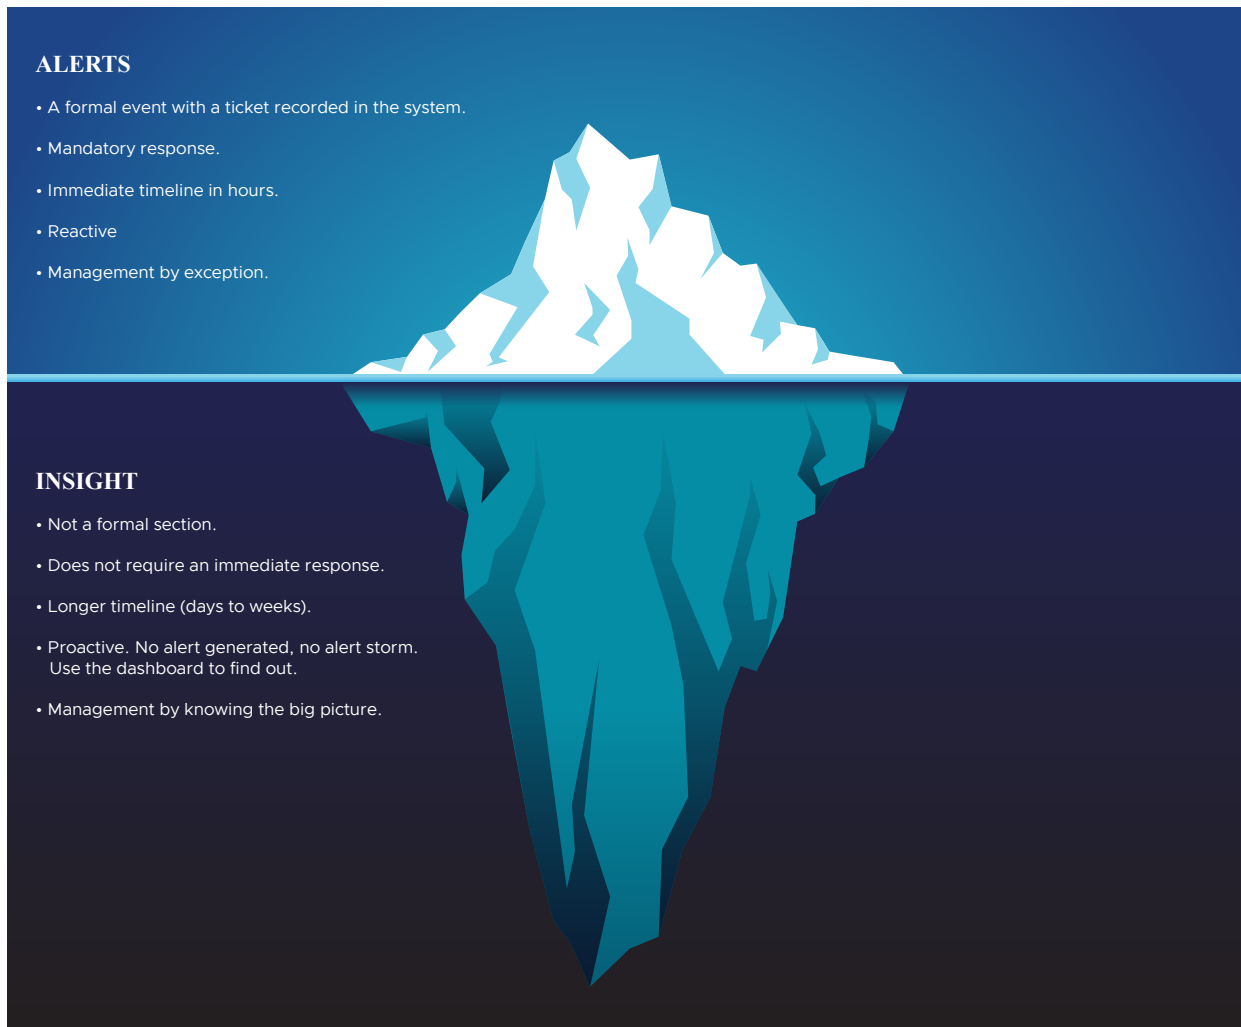 ALERTS
• A formal event with a ticket recorded in the system.
• Mandatory response.
• Immediate timeline in hours.
• Reactive
• Management by exception.
INSIGHT
• Not a formal section.
• Does not require an immediate response.
• Longer timeline (days to weeks).
• Proactive. No alert generated, no alert storm.
Use the dashboard to find out.
• Management by knowing the big picture.